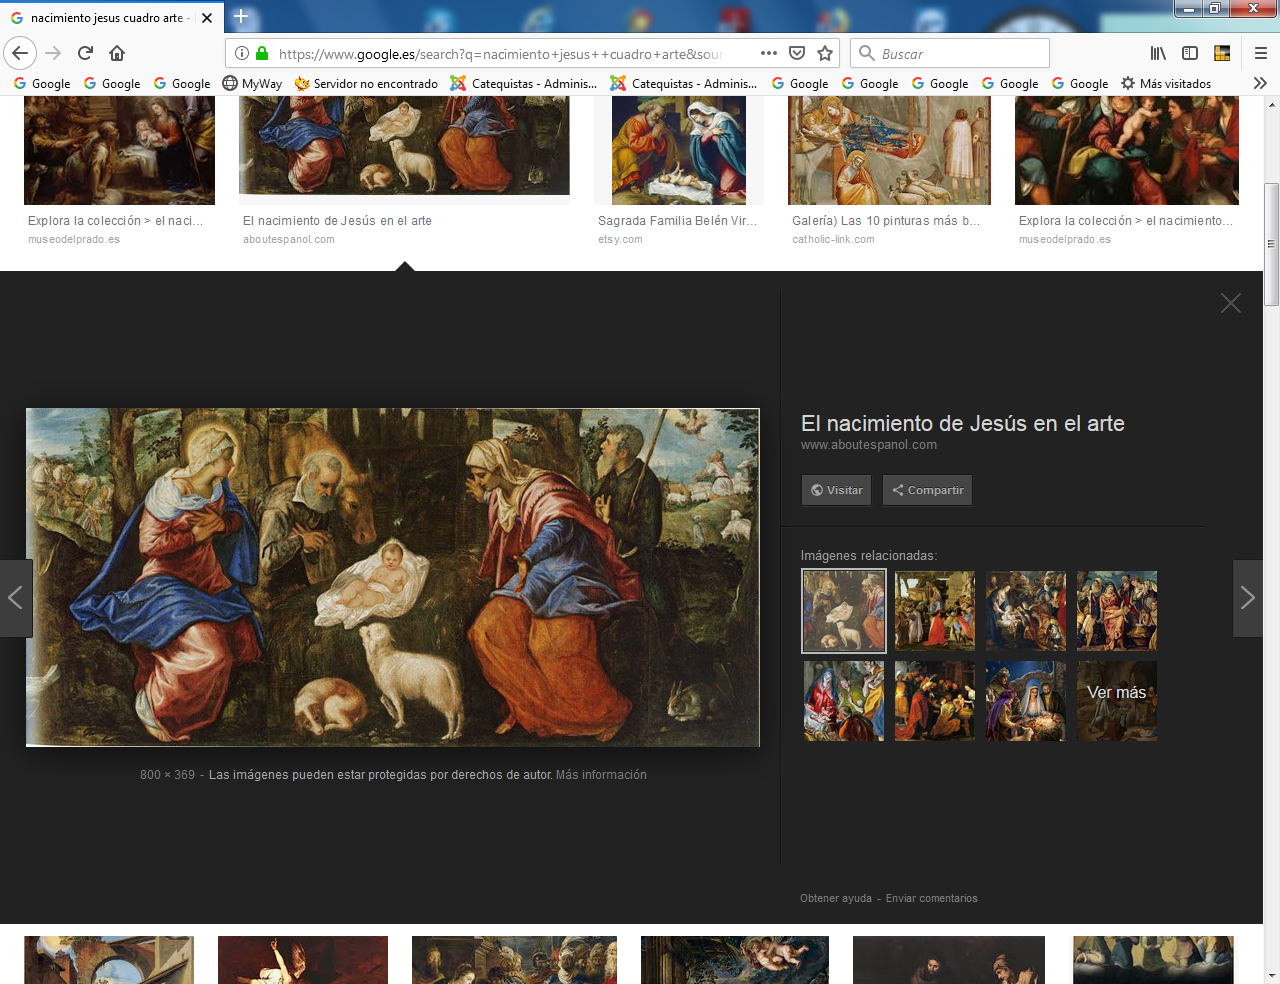 nacimiento jesus cuadro arte -
https://www.google.es/search?q=nacimiento+jesus++cuadro+arte&sour
Buscar
Google Google Google MyWay Servidor no encontrado Catequistas - Adminis... Catequistas - Adminis... Google Google Google Google Google Más visitados
Explora la colección > el naci...
museodelprado.es
El nacimiento de Jesús en el arte
aboutespanol.com
Sagrada Familia Belén Vir...
etsy.com
Galería) Las 10 pinturas más b...
catholic-link.com
Explora la colección > el nacimiento...
museodelprado.es
El nacimiento de Jesús en el arte
www.aboutespanol.com
Visitar Compartir
Imágenes relacionadas:
Ver más
800 × 369 - Las imágenes pueden estar protegidas por derechos de autor. Más información
Obtener ayuda - Enviar comentarios